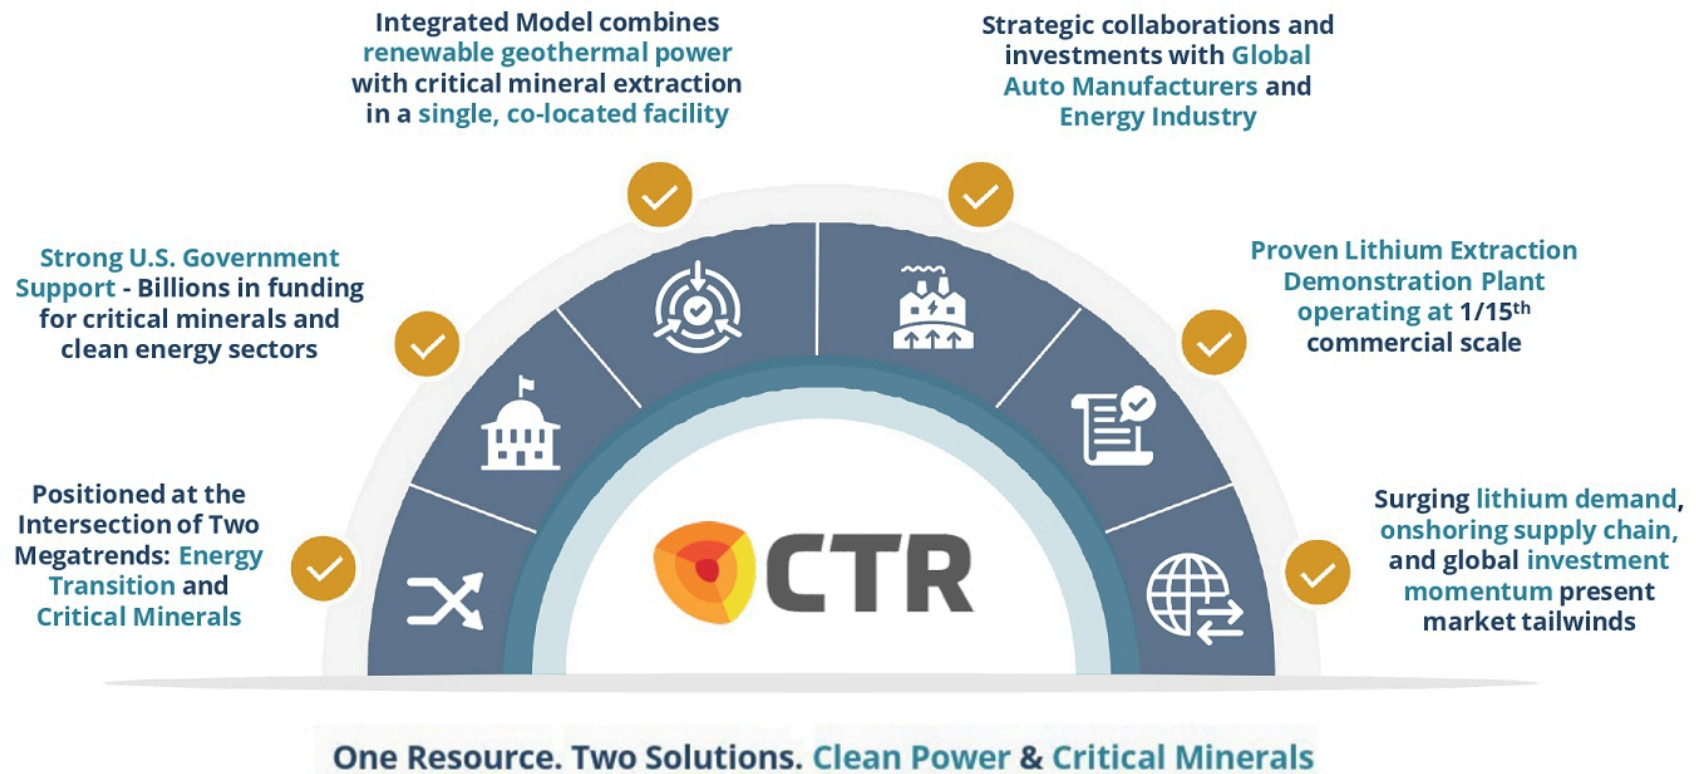 Integrated Model combines
renewable geothermal power
with critical mineral extraction
in a single, co-located facility
Strategic collaborations and
investments with Global
Auto Manufacturers and
Energy Industry
Strong U.S. Government
Support - Billions in funding
for critical minerals and
clean energy sectors
Proven Lithium Extraction
Demonstration Plant
operating at 1/15th
commercial scale
Positioned at the
Intersection of Two
Megatrends: Energy
Transition and
Critical Minerals
Surging lithium demand,
onshoring supply chain,
and global investment
momentum present
market tailwinds
CTR
One Resource. Two Solutions. Clean Power & Critical Minerals